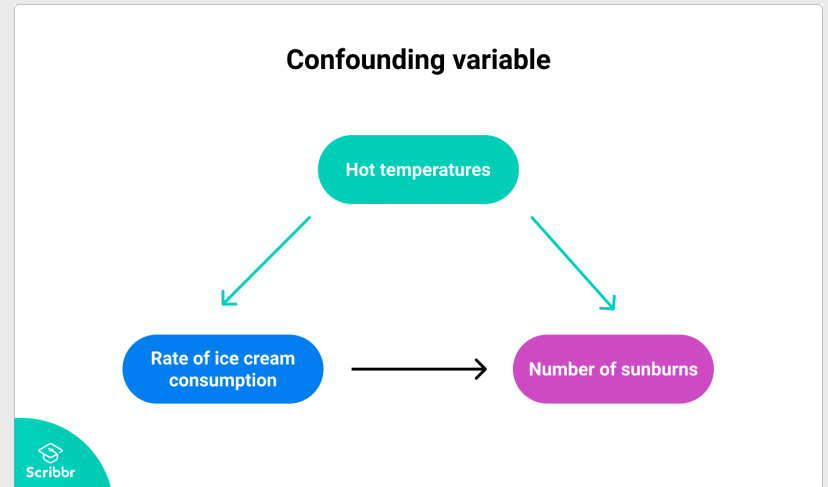 Confounding variable
Hot temperatures
Rate of ice cream
consumption
Number of sunburns
Scribbr